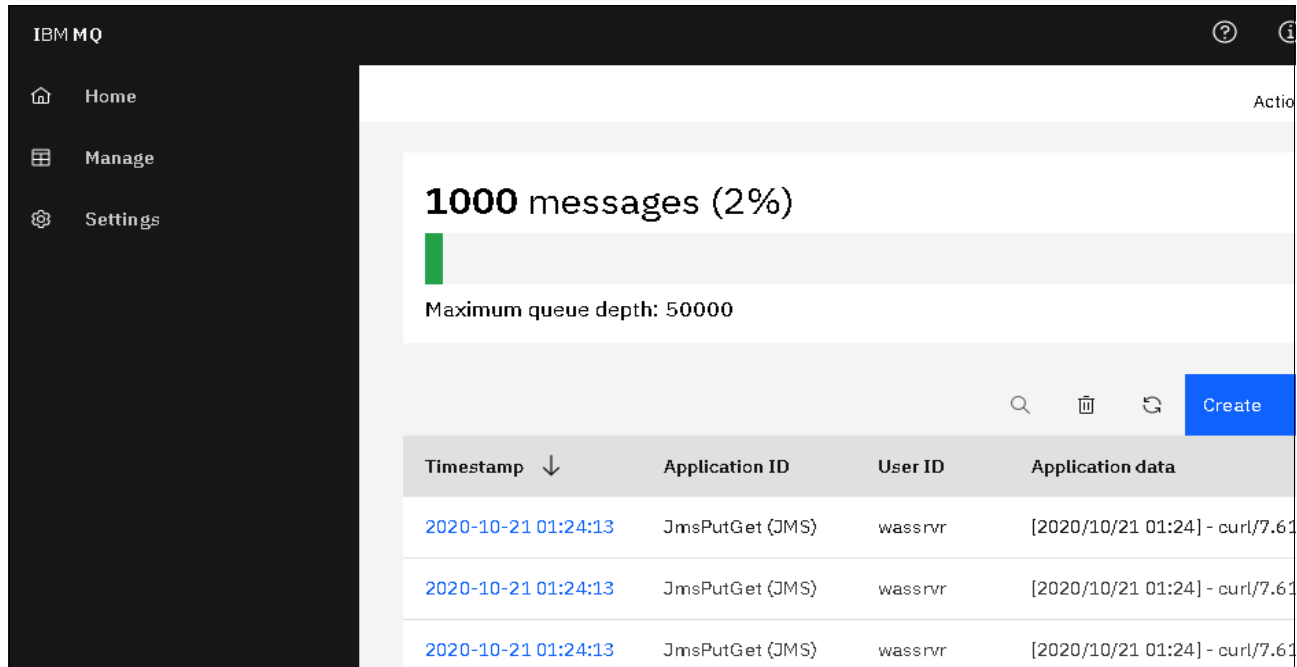 IBM MQ
Home
Manage
Settings
Actio
1000 messages (2%)
Maximum queue depth: 50000
Create
Timestamp Application ID User ID Application data
2020-10-21 01:24:13 JmsPutGet (JMS) wassrvr [2020/10/21 01:24] - curl/7.61
2020-10-21 01:24:13 JmsPutGet (JMS) wassrvr [2020/10/21 01:24] - curl/7.61
2020-10-21 01:24:13 JmsPutGet (JMS) wassrvr [2020/10/21 01:24] - curl/7.61